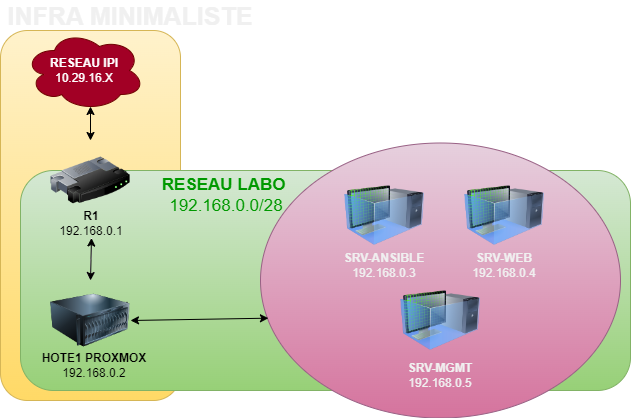 INFRA MINIMALISTE
RESEAU IPI
10.29.16.X
R1
192.168.0.1
RESEAU LABO
192.168.0.0/28
SRV-ANSIBLE
192.168.0.3
SRV-WEB
192.168.0.4
HOTE1 PROXMOX
192.168.0.2
SRV-MGMT
192.168.0.5